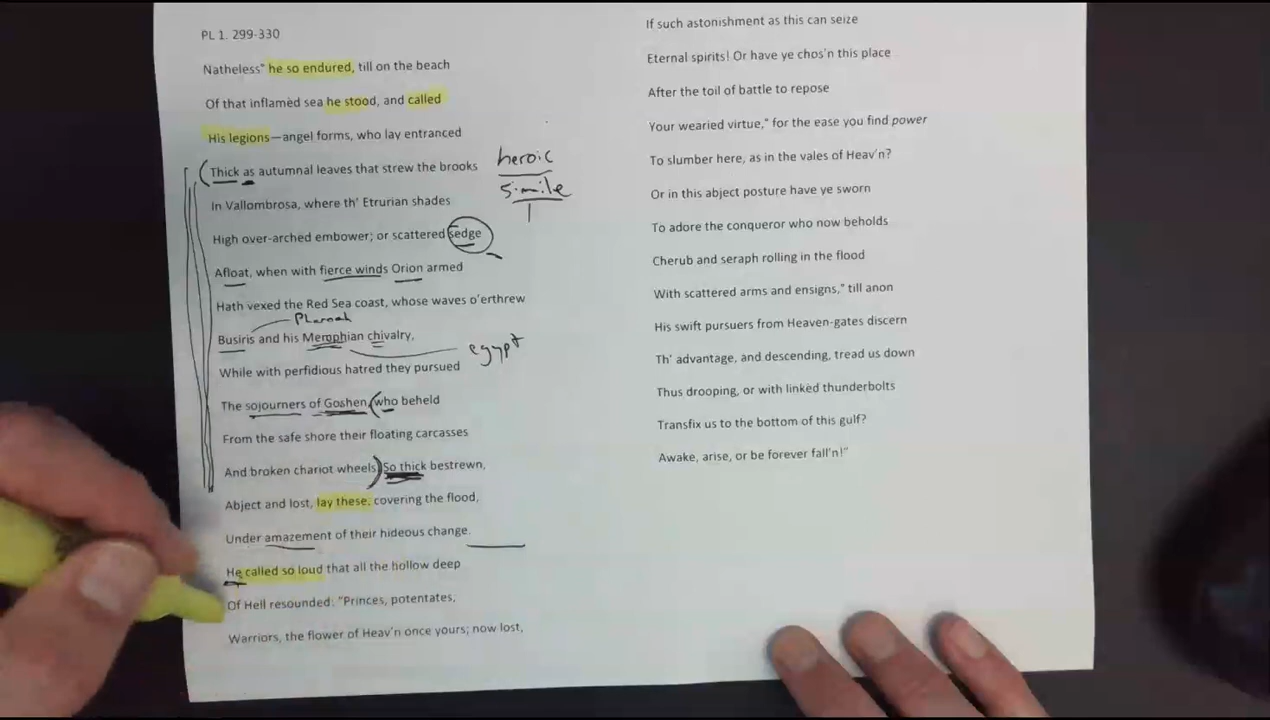 PL 1. 299-330
Natheless" he so endured, till on the beach
Of that inflamèd sea he stood, and called
His legions—angel forms, who lay entranced
Thick as autumnal leaves that strew the brooks
heroic
simile
In Vallombrosa, where th' Etrurian shades
High over-arched embower; or scattered sedge
Afloat, when with fierce winds Orion armed
Hath vexed the Red Sea coast, whose waves o'erthrew
Pharoah
Busiris and his Memphian chivalry,
egypt
While with perfidious hatred they pursued
The sojourners of Goshen, (who beheld
From the safe shore their floating carcasses
And broken chariot wheels) So thick bestrewn,
Abject and lost, lay these, covering the flood,
Under amazement of their hideous change.
He called so loud that all the hollow deep
Of Hell resounded: "Princes, potentates,
Warriors, the flower of Heav'n once yours; now lost,
If such astonishment as this can seize
Eternal spirits! Or have ye chos'n this place
After the toil of battle to repose
Your wearied virtue," for the ease you find power
To slumber here, as in the vales of Heav'n?
Or in this abject posture have ye sworn
To adore the conqueror who now beholds
Cherub and seraph rolling in the flood
With scattered arms and ensigns," till anon
His swift pursuers from Heaven-gates discern
Th' advantage, and descending, tread us down
Thus drooping, or with linked thunderbolts
Transfix us to the bottom of this gulf?
Awake, arise, or be forever fall'n!"